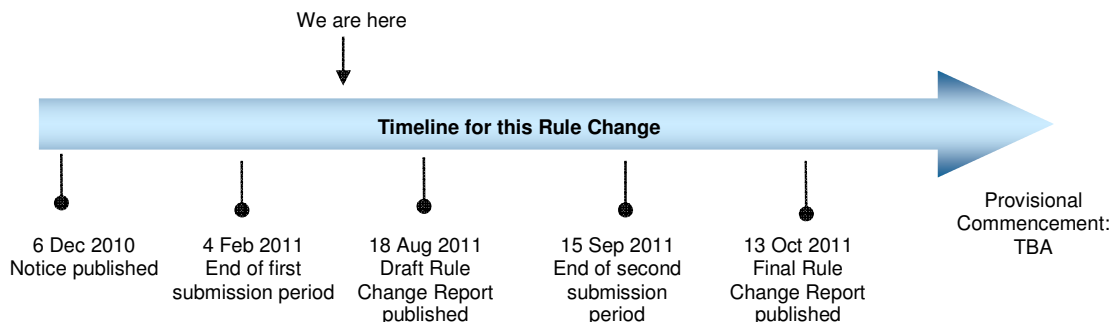 We are here
Timeline for this Rule Change
6 Dec 2010
Notice published
4 Feb 2011
End of first
submission period
18 Aug 2011
Draft Rule
Change Report
published
15 Sep 2011
End of second
submission
period
13 Oct 2011
Final Rule
Change Report
published
Provisional
Commencement:
TBA